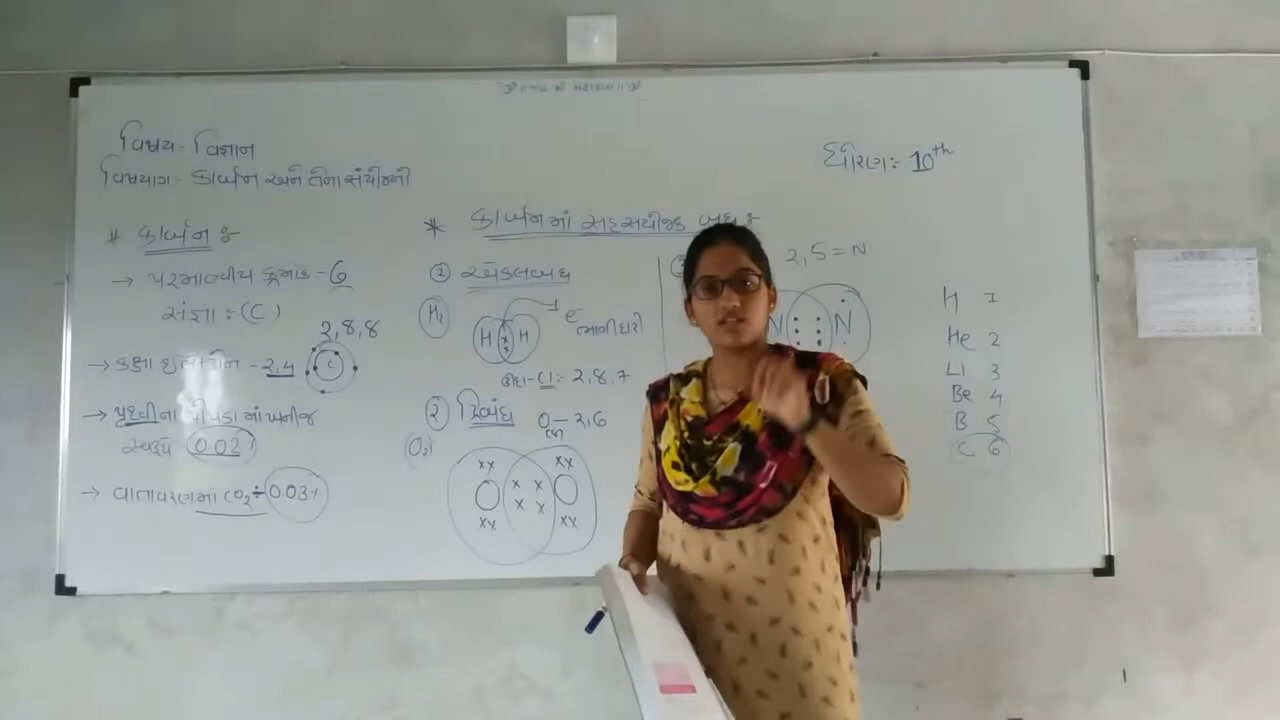 વિષય - વિજ્ઞાન
વિષયાંગ - કાર્બન અને તેના સંયોજનો
ધોરણ :- 10th
# કાર્બન :-
→ પરમાણ્વીય ક્રમાંક - 6
સંજ્ઞા :- (C)
2,8,8
→ કક્ષા ઇલેક્ટ્રોન - 2,4
C
→ પૃથ્વીના પોપડામાં ખનીજ
સ્વરૂપે 0.02%
→ વાતાવરણમાં CO2 ÷ 0.03%
* કાર્બનમાં સહસંયોજક બંધ :-
① એકલબંધ
H2
H H
e- ભાગીદારી
Cl :- 2,8,7
② દ્વિબંધ
O - 2,6
O2
2,5 = N
N N
H 1
He 2
Li 3
Be 4
B 5
C 6